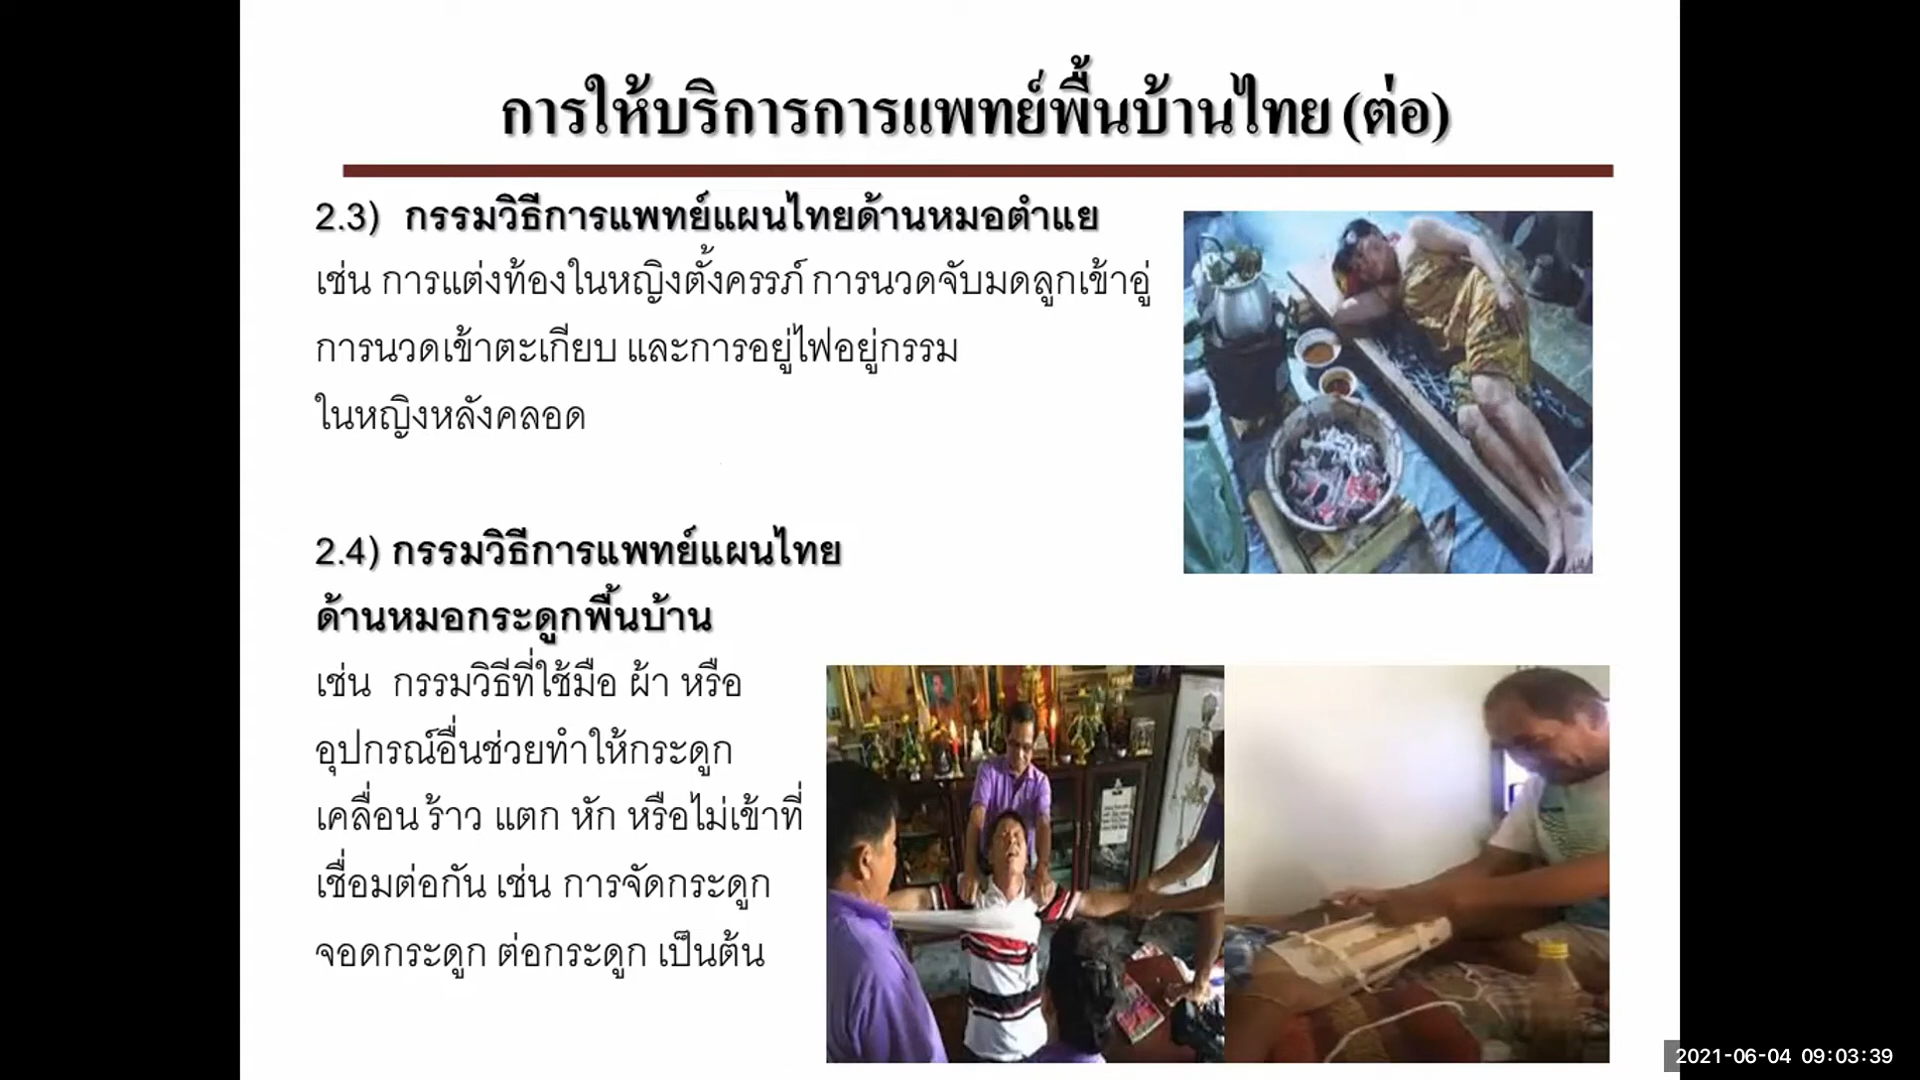 การให้บริการการแพทย์พื้นบ้านไทย (ต่อ)
2.3) กรรมวิธีการแพทย์แผนไทยด้านหมอตำแย
เช่น การแต่งท้องในหญิงตั้งครรภ์ การนวดจับมดลูกเข้าอู่
การนวดเข้าตะเกียบ และการอยู่ไฟอยู่กรรม
ในหญิงหลังคลอด
2.4) กรรมวิธีการแพทย์แผนไทย
ด้านหมอกระดูกพื้นบ้าน
เช่น กรรมวิธีที่ใช้มือ ผ้า หรือ
อุปกรณ์อื่นช่วยทำให้กระดูก
เคลื่อน ร้าว แตก หัก หรือไม่เข้าที่
เชื่อมต่อกัน เช่น การจัดกระดูก
จอดกระดูก ต่อกระดูก เป็นต้น
2021-06-04 09:03:39